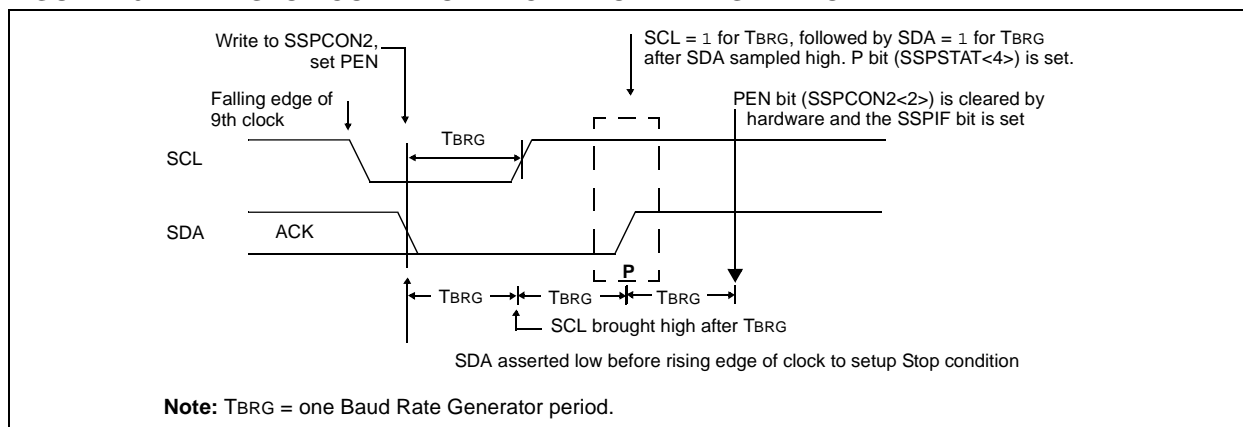 Write to SSPCON2,
set PEN
SCL = 1 for TBRG, followed by SDA = 1 for TBRG
after SDA sampled high. P bit (SSPSTAT<4>) is set.
Falling edge of
9th clock
PEN bit (SSPCON2<2>) is cleared by
hardware and the SSPIF bit is set
TBRG
SCL
SDA
ACK
P
TBRG
TBRG
TBRG
SCL brought high after TBRG
SDA asserted low before rising edge of clock to setup Stop condition
Note: TBRG = one Baud Rate Generator period.